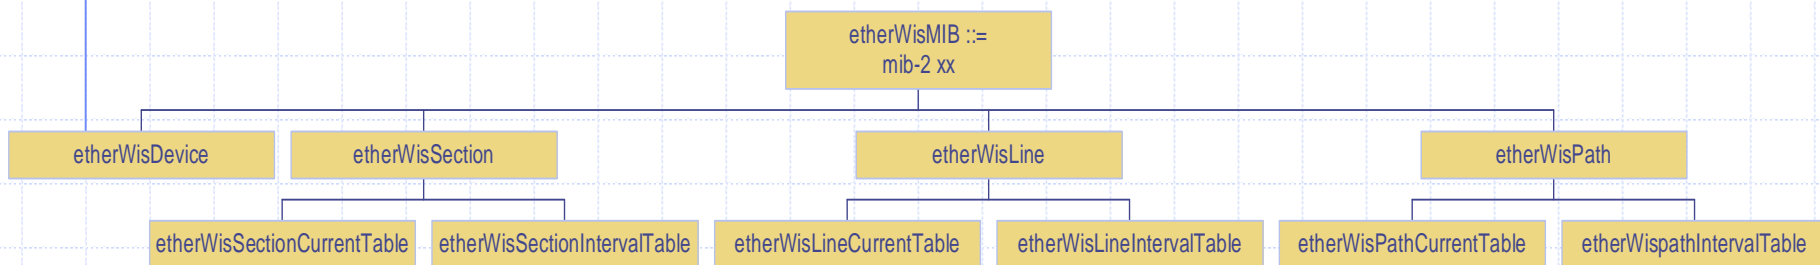 etherWisMIB ::=
mib-2 xx
etherWisDevice
etherWisSection
etherWisLine
etherWisPath
etherWisSectionCurrentTable
etherWisSectionIntervalTable
etherWisLineCurrentTable
etherWisLineIntervalTable
etherWisPathCurrentTable
etherWispathIntervalTable